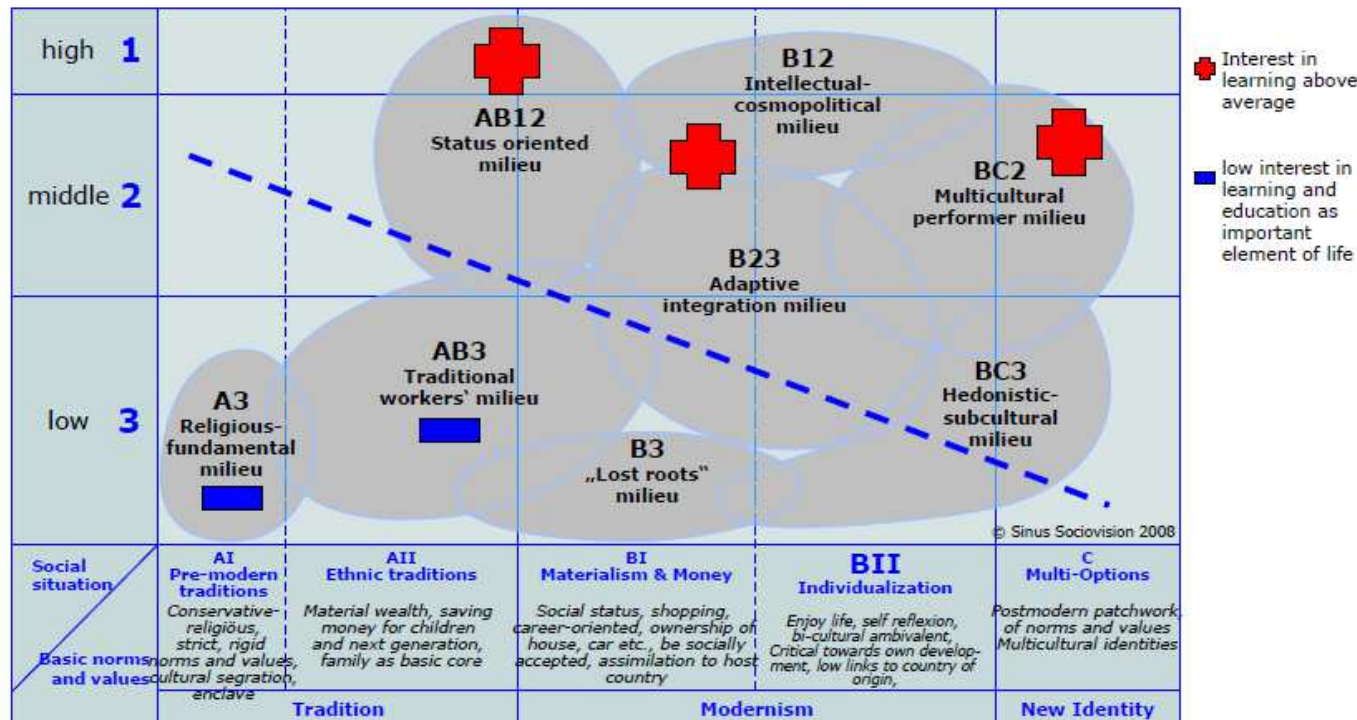 high 1
middle 2
low 3
AB12
Status oriented
milieu
B12
Intellectual-
cosmopolitical
milieu
BC2
Multicultural
performer milieu
B23
Adaptive
integration milieu
A3
Religious-
fundamental
milieu
AB3
Traditional
workers‘ milieu
B3
„Lost roots“
milieu
BC3
Hedonistic-
subcultural
milieu
© Sinus Sociovision 2008
Interest in
learning above
average
low interest in
learning and
education as
important
element of life
Social
situation
Basic norms
and values
AI
Pre-modern
traditions
Conservative-
religiöus,
strict, rigid
norms and values,
cultural segration,
enclave
AII
Ethnic traditions
Material wealth, saving
money for children
and next generation,
family as basic core
BI
Materialism & Money
Social status, shopping,
career-oriented, ownership of
house, car etc., be socially
accepted, assimilation to host
country
BII
Individualization
Enjoy life, self reflexion,
bi-cultural ambivalent,
Critical towards own develop-
ment, low links to country of
origin,
C
Multi-Options
Postmodern patchwork
of norms and values
Multicultural identities
Tradition
Modernism
New Identity